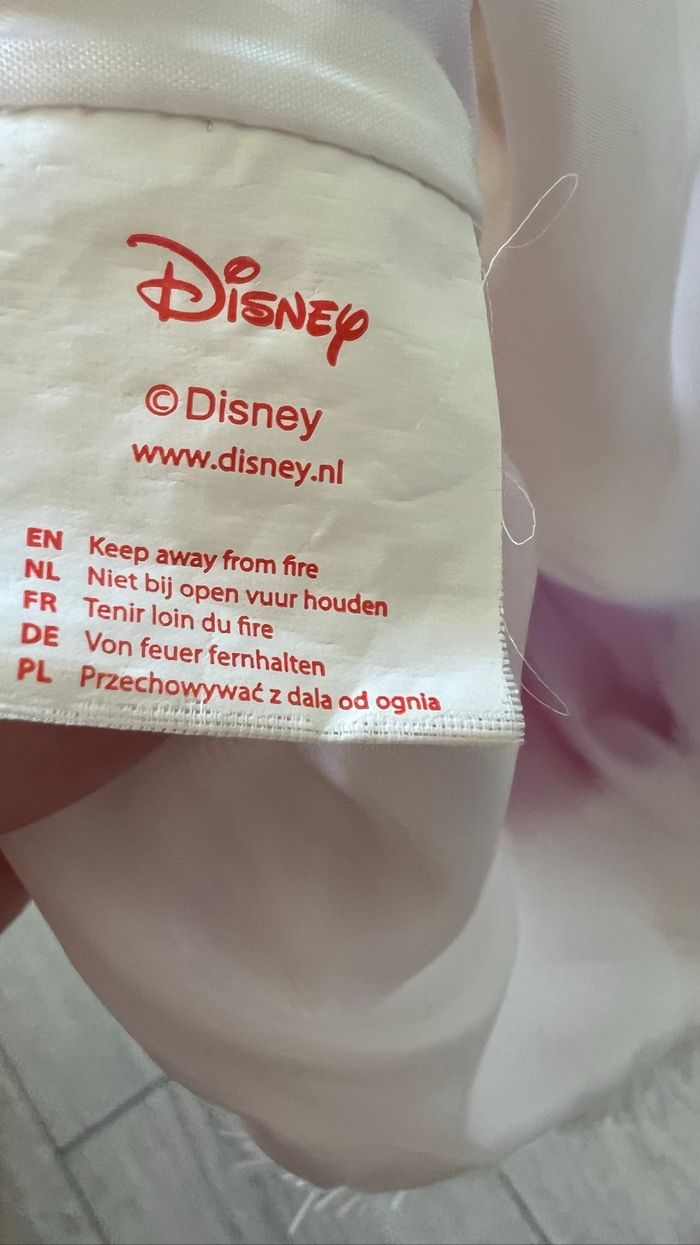 Disney
©Disney
www.disney.nl
EN Keep away from fire
NL Niet bij open vuur houden
FR Tenir loin du fire
DE Von feuer fernhalten
PL Przechowywać z dala od ognia